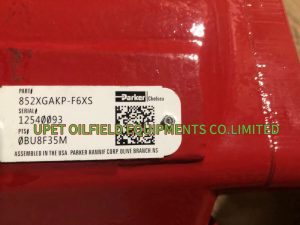 PART#
852XGAKP-F6XS
SERIAL#
12540093
Parker Chelsea
PTS#
0BU8F35M
ASSEMBLED IN THE USA PARKER HANNIFIN CORP OLIVE BRANCH MS
UPET OILFIELD EQUIPMENTS CO.LIMITED